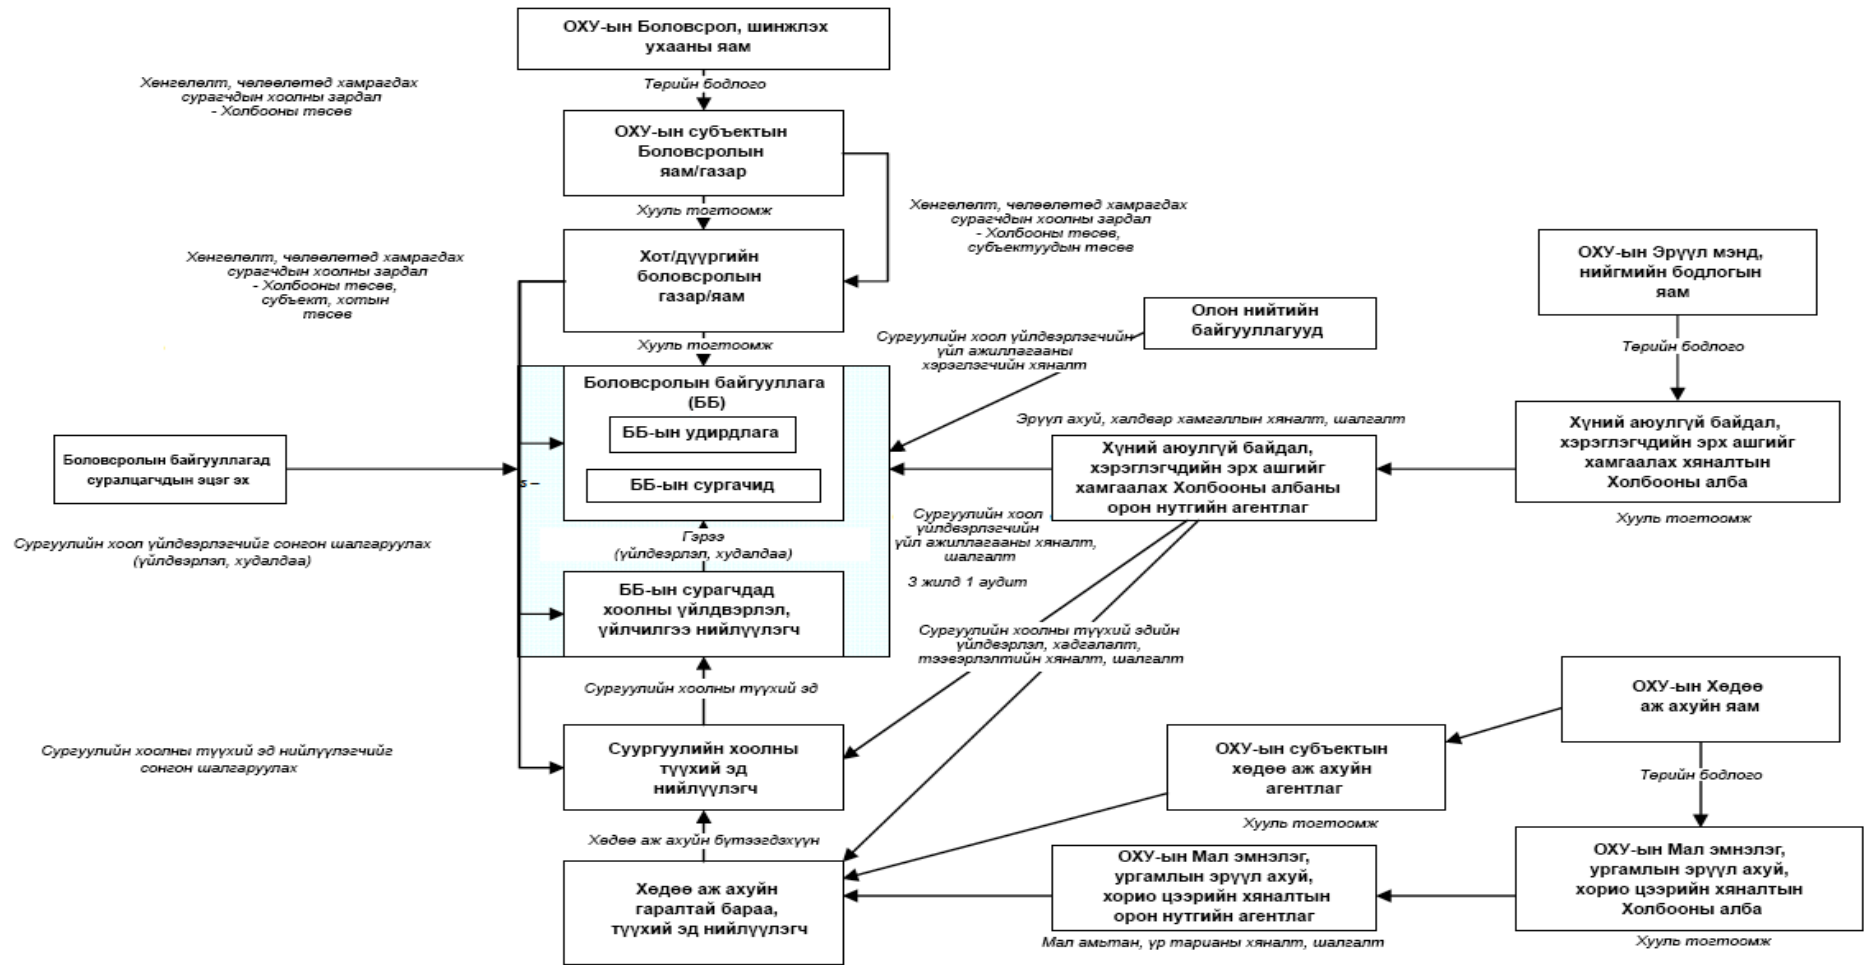 ОХУ-ын Боловсрол, шинжлэх
ухааны яам
Хөнгөлөлт, чөлөөлөтөд хамрагдах
сурагчдын хоолны зардал
- Холбооны төсөв
Төрийн бодлого
ОХУ-ын субъектын
Боловсролын
яам/газар
Хууль тогтоомж
Хөнгөлөлт, чөлөөлөтөд хамрагдах
сурагчдын хоолны зардал
- Холбооны төсөв,
субъектуудын төсөв
Хөнгөлөлт, чөлөөлөтөд хамрагдах
сурагчдын хоолны зардал
- Холбооны төсөв,
субъект, хотын
төсөв
Хот/дүүргийн
боловсролын
газар/яам
ОХУ-ын Эрүүл мэнд,
нийгмийн бодлогын
яам
Олон нийтийн
байгууллагууд
Хууль тогтоомж
Сургуулийн хоол үйлдвэрлэгчийн
үйл ажиллагааны
хэрэглэгчийн хяналт
Төрийн бодлого
Боловсролын байгууллага
(ББ)
ББ-ын удирдлага
ББ-ын сургачид
s –
Эрүүл ахуй, халдвар хамгаллын хяналт, шалгалт
Хүний аюулгүй байдал,
хэрэглэгчдийн эрх ашгийг
хамгаалах Холбооны албаны
орон нутгийн агентлаг
Хүний аюулгүй байдал,
хэрэглэгчдийн эрх ашгийг
хамгаалах хяналтын
Холбооны алба
Хууль тогтоомж
Боловсролын байгууллагад
суралцагчдын эцэг эх
Сургуулийн хоол үйлдвэрлэгчийг сонгон шалгаруулах
(үйлдвэрлэл, худалдаа)
Гэрээ
(үйлдвэрлэл, худалдаа)
Сургуулийн хоол
үйлдвэрлэгчийн
үйл ажиллагааны хяналт,
шалгалт
3 жилд 1 аудит
ББ-ын сурагчдад
хоолны үйлдвэрлэл,
үйлчилгээ нийлүүлэгч
Сургуулийн хоолны түүхий эдийн
үйлдвэрлэл, хадгалалт,
тээвэрлэлтийн хяналт, шалгалт
Сургуулийн хоолны түүхий эд
ОХУ-ын Хөдөө
аж ахуйн яам
Сургуулийн хоолны түүхий эд нийлүүлэгчийг
сонгон шалгаруулах
Суургуулийн хоолны
түүхий эд
нийлүүлэгч
ОХУ-ын субъектын
хөдөө аж ахуйн
агентлаг
Төрийн бодлого
Хууль тогтоомж
Хөдөө аж ахуйн бүтээгдэхүүн
Хөдөө аж ахуйн
гаралтай бараа,
түүхий эд нийлүүлэгч
ОХУ-ын Мал эмнэлэг,
ургамлын эрүүл ахуй,
хорио цээрийн хяналтын
орон нутгийн агентлаг
Мал амьтан, үр тарианы хяналт, шалгалт
ОХУ-ын Мал эмнэлэг,
ургамлын эрүүл ахуй,
хорио цээрийн хяналтын
Холбооны алба
Хууль тогтоомж